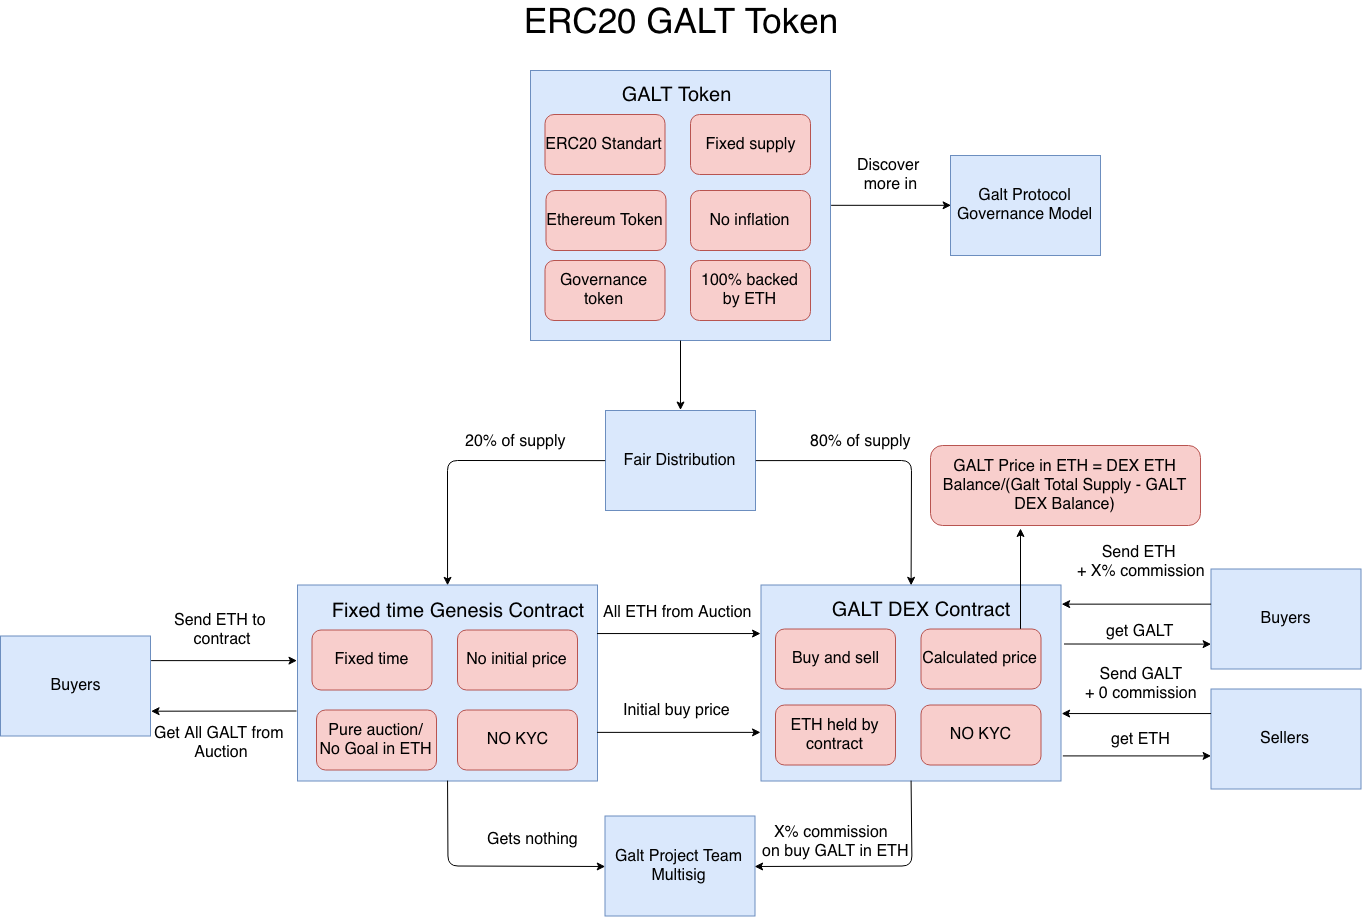 ERC20 GALT Token
GALT Token
ERC20 Standart
Fixed supply
Ethereum Token
No inflation
Governance
token
100% backed
by ETH
Discover
more in
Galt Protocol
Governance Model
Fair Distribution
20% of supply
80% of supply
GALT Price in ETH = DEX ETH
Balance/(Galt Total Supply - GALT
DEX Balance)
Buyers
Send ETH to
contract
Get All GALT from
Auction
Fixed time Genesis Contract
Fixed time
No initial price
Pure auction/
No Goal in ETH
NO KYC
All ETH from Auction
Initial buy price
GALT DEX Contract
Buy and sell
Calculated price
ETH held by
contract
NO KYC
Send ETH
+ X% commission
get GALT
Buyers
Send GALT
+ 0 commission
get ETH
Sellers
Gets nothing
Galt Project Team
Multisig
X% commission
on buy GALT in ETH